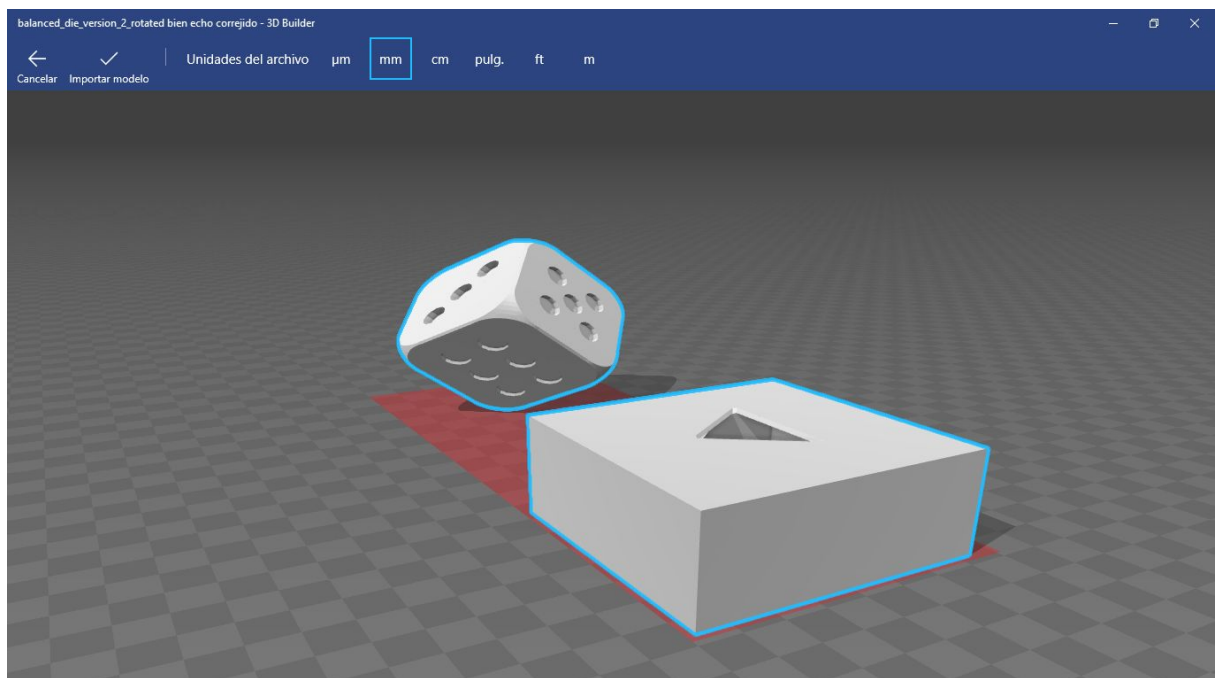 balanced_die_version_2_rotated bien echo correjido - 3D Builder
Cancelar Importar modelo Unidades del archivo µm mm cm pulg. ft m